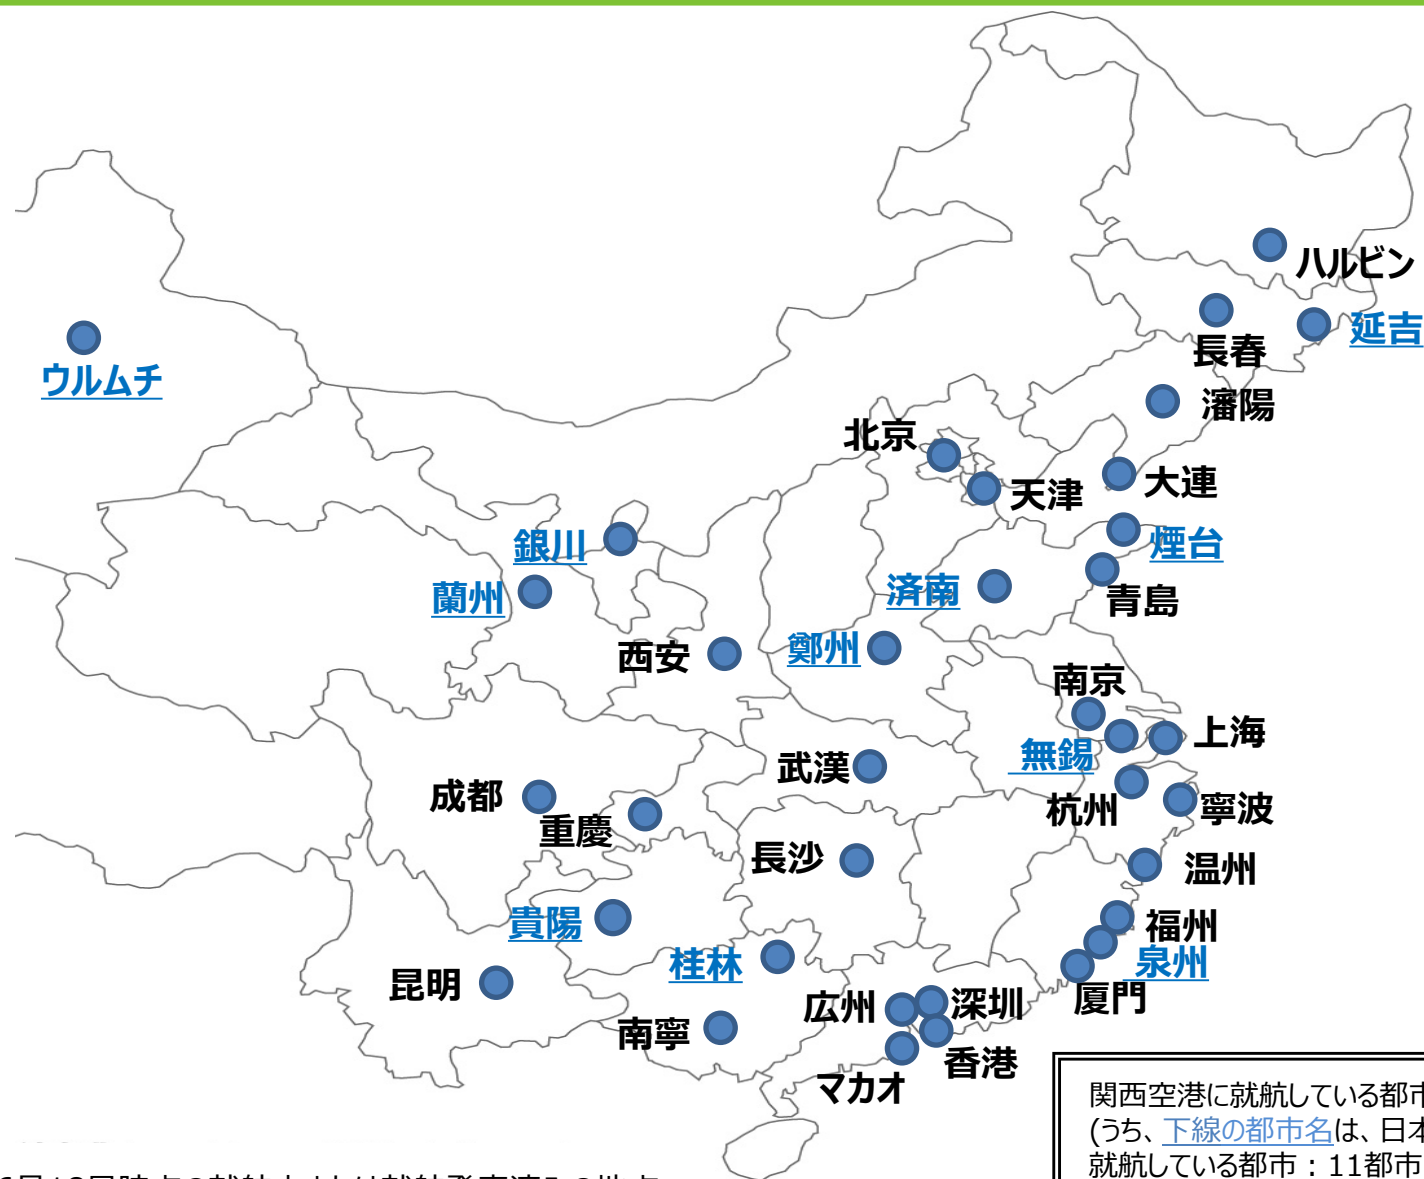 ハルビン
延吉
長春
ウルムチ
瀋陽
北京
大連
天津
銀川
煙台
蘭州
済南
青島
西安
鄭州
南京
上海
無錫
武漢
成都
杭州
寧波
重慶
長沙
温州
貴陽
福州
桂林
泉州
昆明
広州
深圳
厦門
南寧
香港
マカオ
関西空港に就航している都市
(うち、下線の都市名は、日本
就航している都市：11都市